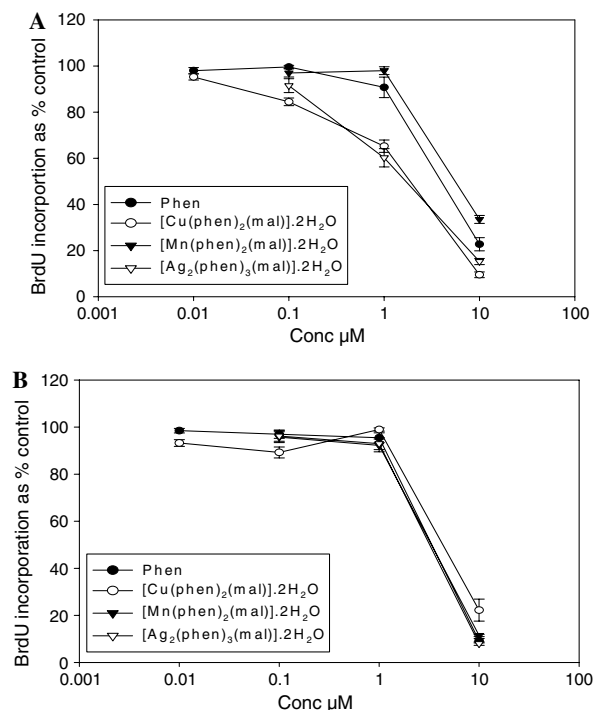 A
120
100
80
60
40
20
0
BrdU incorportion as % control
Phen
[Cu(phen)2(mal)].2H2O
[Mn(phen)2(mal)].2H2O
[Ag2(phen)3(mal)].2H2O
0.001 0.01 0.1 1 10 100
Conc µM
B
120
100
80
60
40
20
0
BrdU incorporation as % control
Phen
[Cu(phen)2(mal)].2H2O
[Mn(phen)2(mal)].2H2O
[Ag2(phen)3(mal)].2H2O
0.001 0.01 0.1 1 10 100
Conc µM